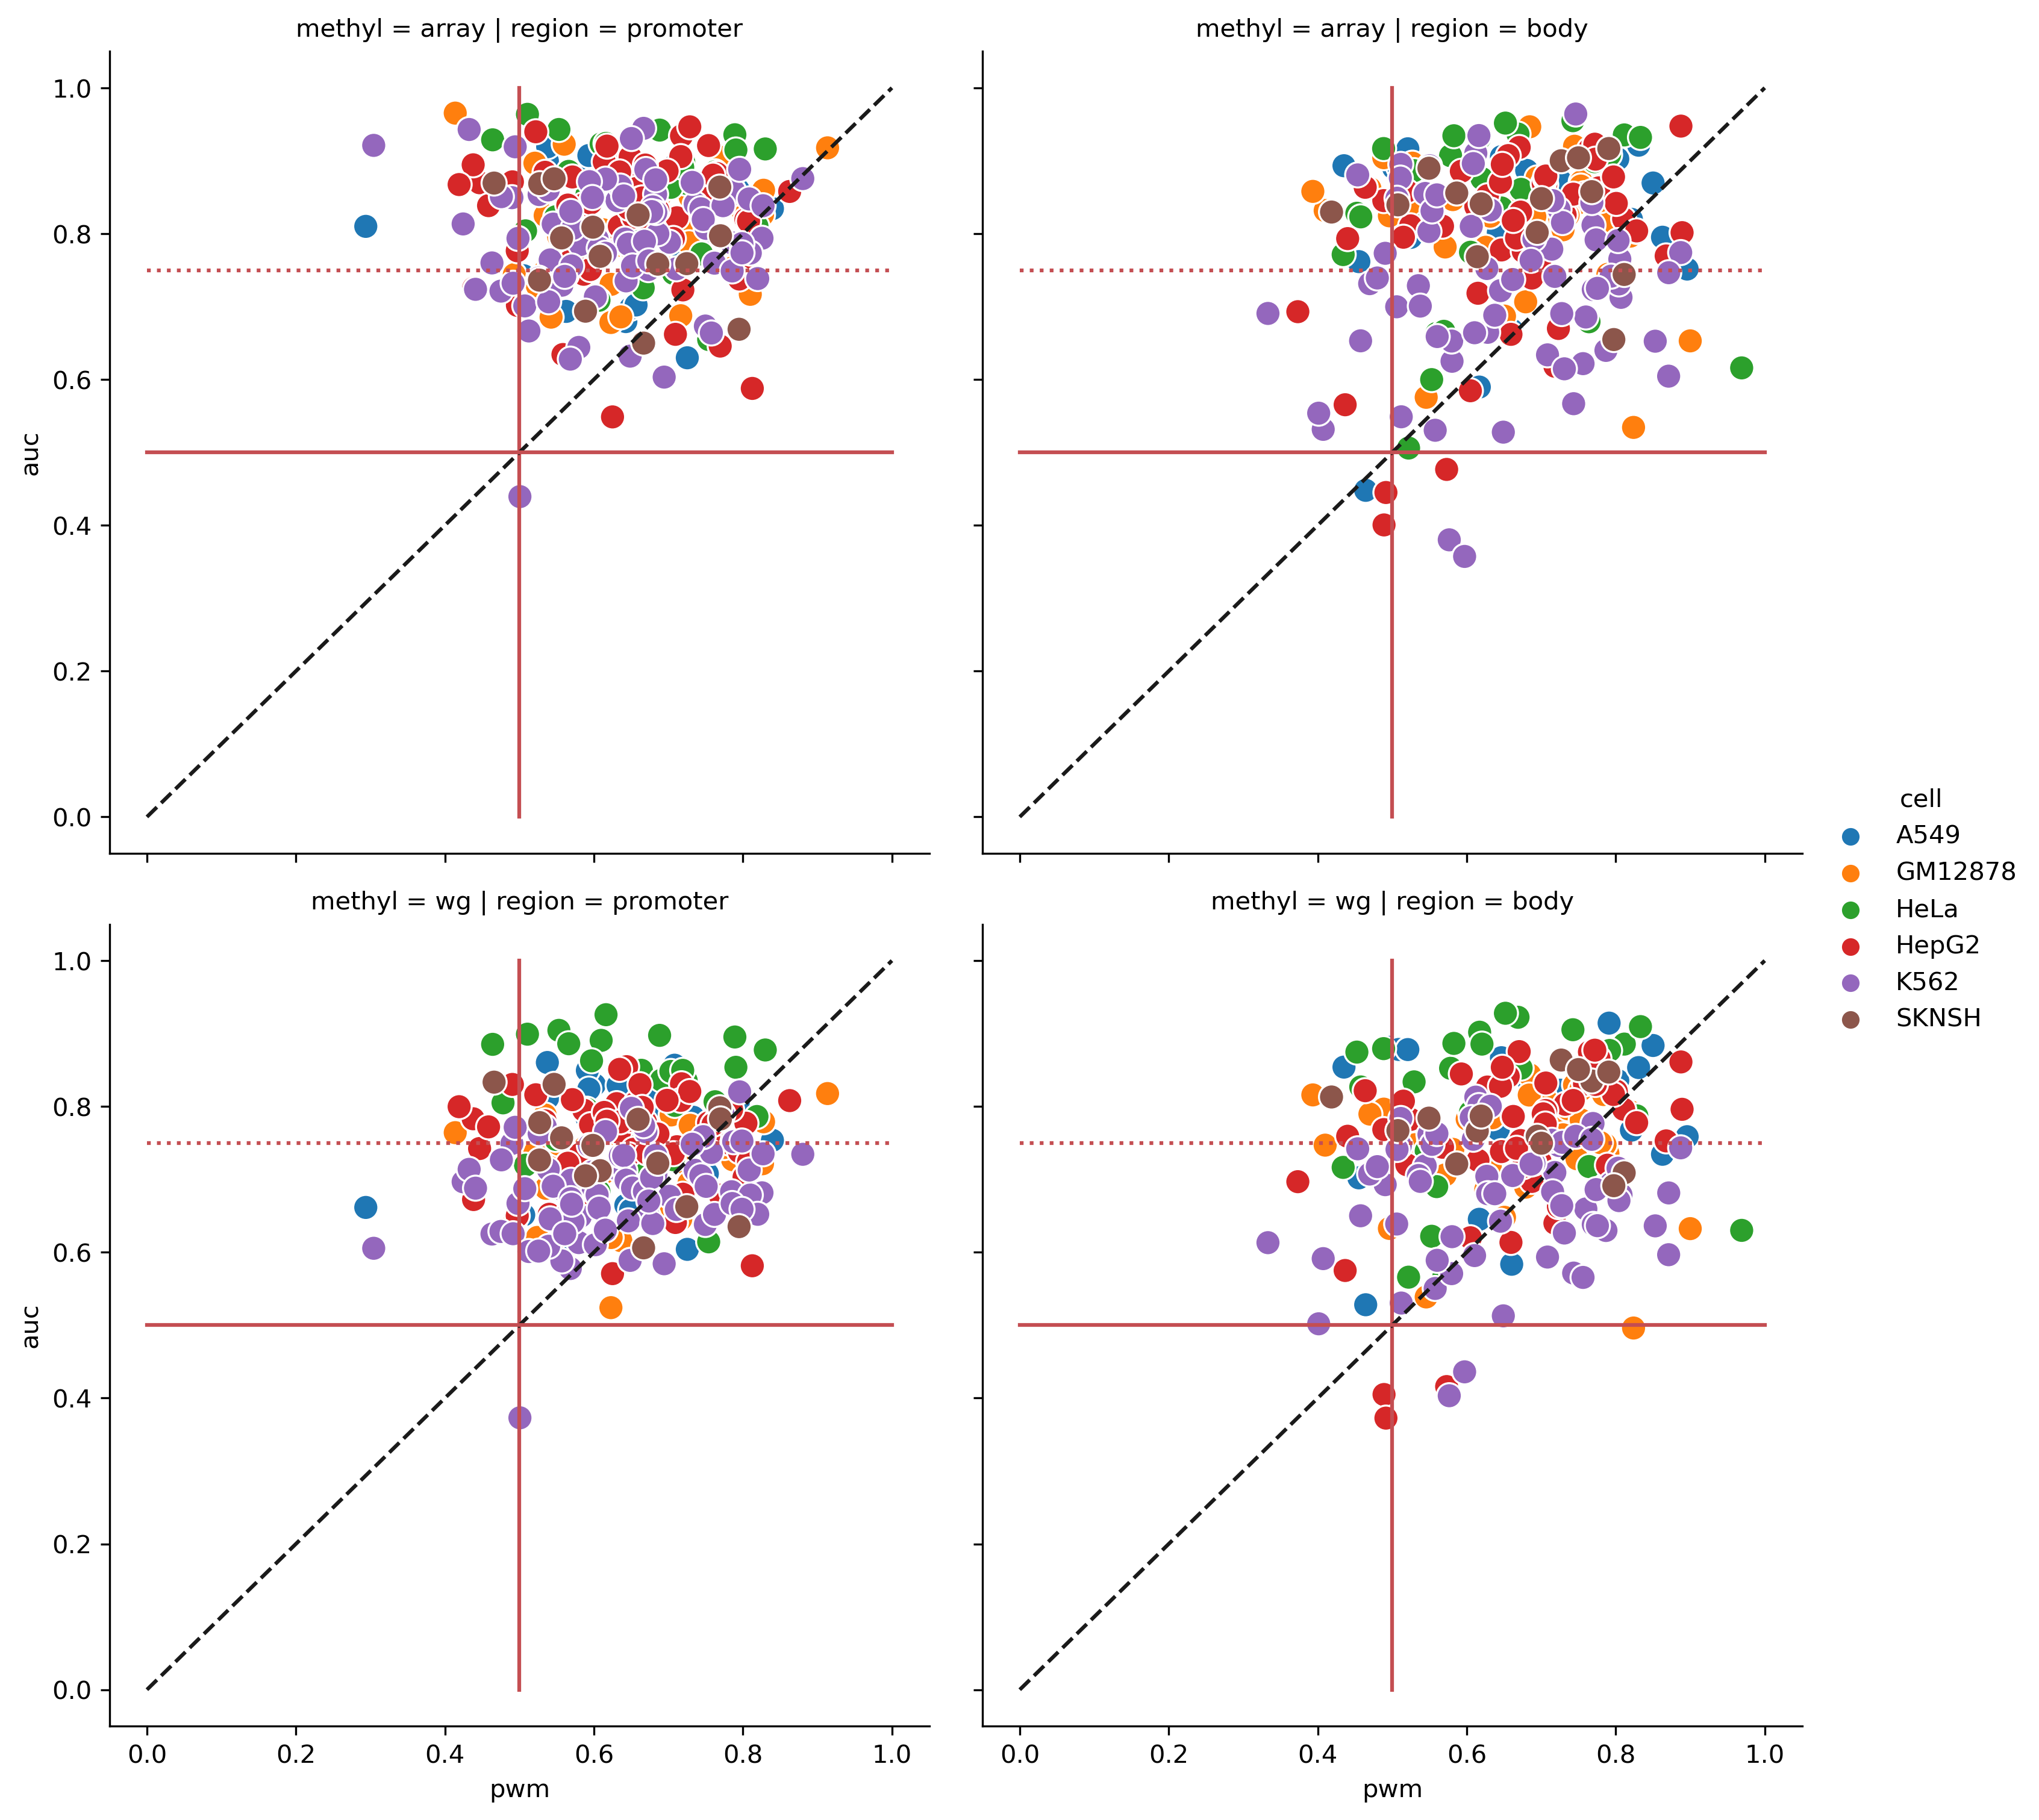 methyl = array | region = promoter
methyl = array | region = body
1.0
0.8
0.6
0.4
0.2
0.0
auc
cell
A549
GM12878
HeLa
HepG2
K562
SKNSH
methyl = wg | region = promoter
methyl = wg | region = body
1.0
0.8
0.6
0.4
0.2
0.0
auc
0.0 0.2 0.4 0.6 0.8 1.0
0.0 0.2 0.4 0.6 0.8 1.0
pwm
pwm